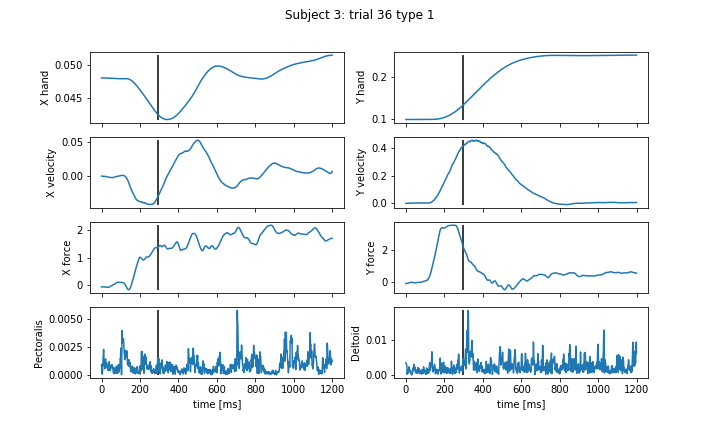 Subject 3: trial 36 type 1
X hand
0.050
0.045
Y hand
0.2
0.1
X velocity
0.05
0.00
Y velocity
0.4
0.2
0.0
X force
2
1
0
Y force
2
0
Pectoralis
0.0050
0.0025
0.0000
0 200 400 600 800 1000 1200
time [ms]
Deltoid
0.01
0.00
0 200 400 600 800 1000 1200
time [ms]